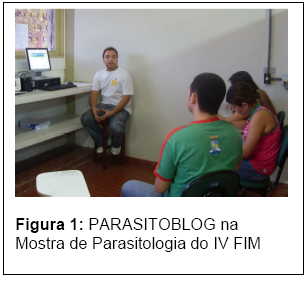 Figura 1: PARASITOBLOG na
Mostra de Parasitologia do IV FIM